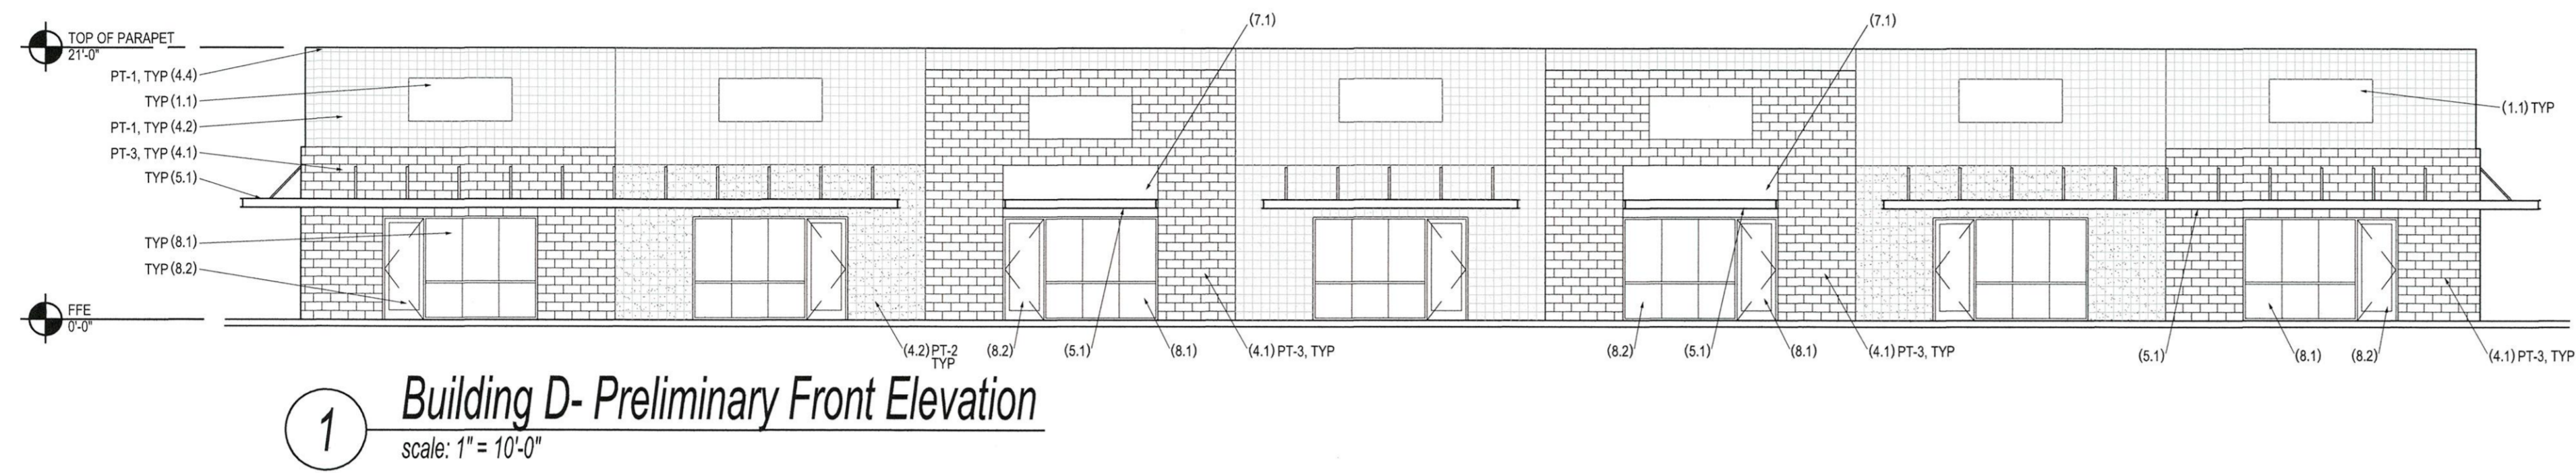 (7.1)
(7.1)
TOP OF PARAPET
21'-0"
PT-1, TYP (4.4)
TYP (1.1)
(1.1) TYP
PT-1, TYP (4.2)
PT-3, TYP (4.1)
TYP (5.1)
TYP (8.1)
TYP (8.2)
FFE
0'-0"
(4.2) PT-2
TYP
(8.2)
(5.1)
(8.1)
(4.1) PT-3, TYP
(8.2)
(5.1)
(8.1)
(4.1) PT-3, TYP
(5.1)
(8.1)
(8.2)
(4.1) PT-3, TYP
1
Building D- Preliminary Front Elevation
scale: 1" = 10'-0"